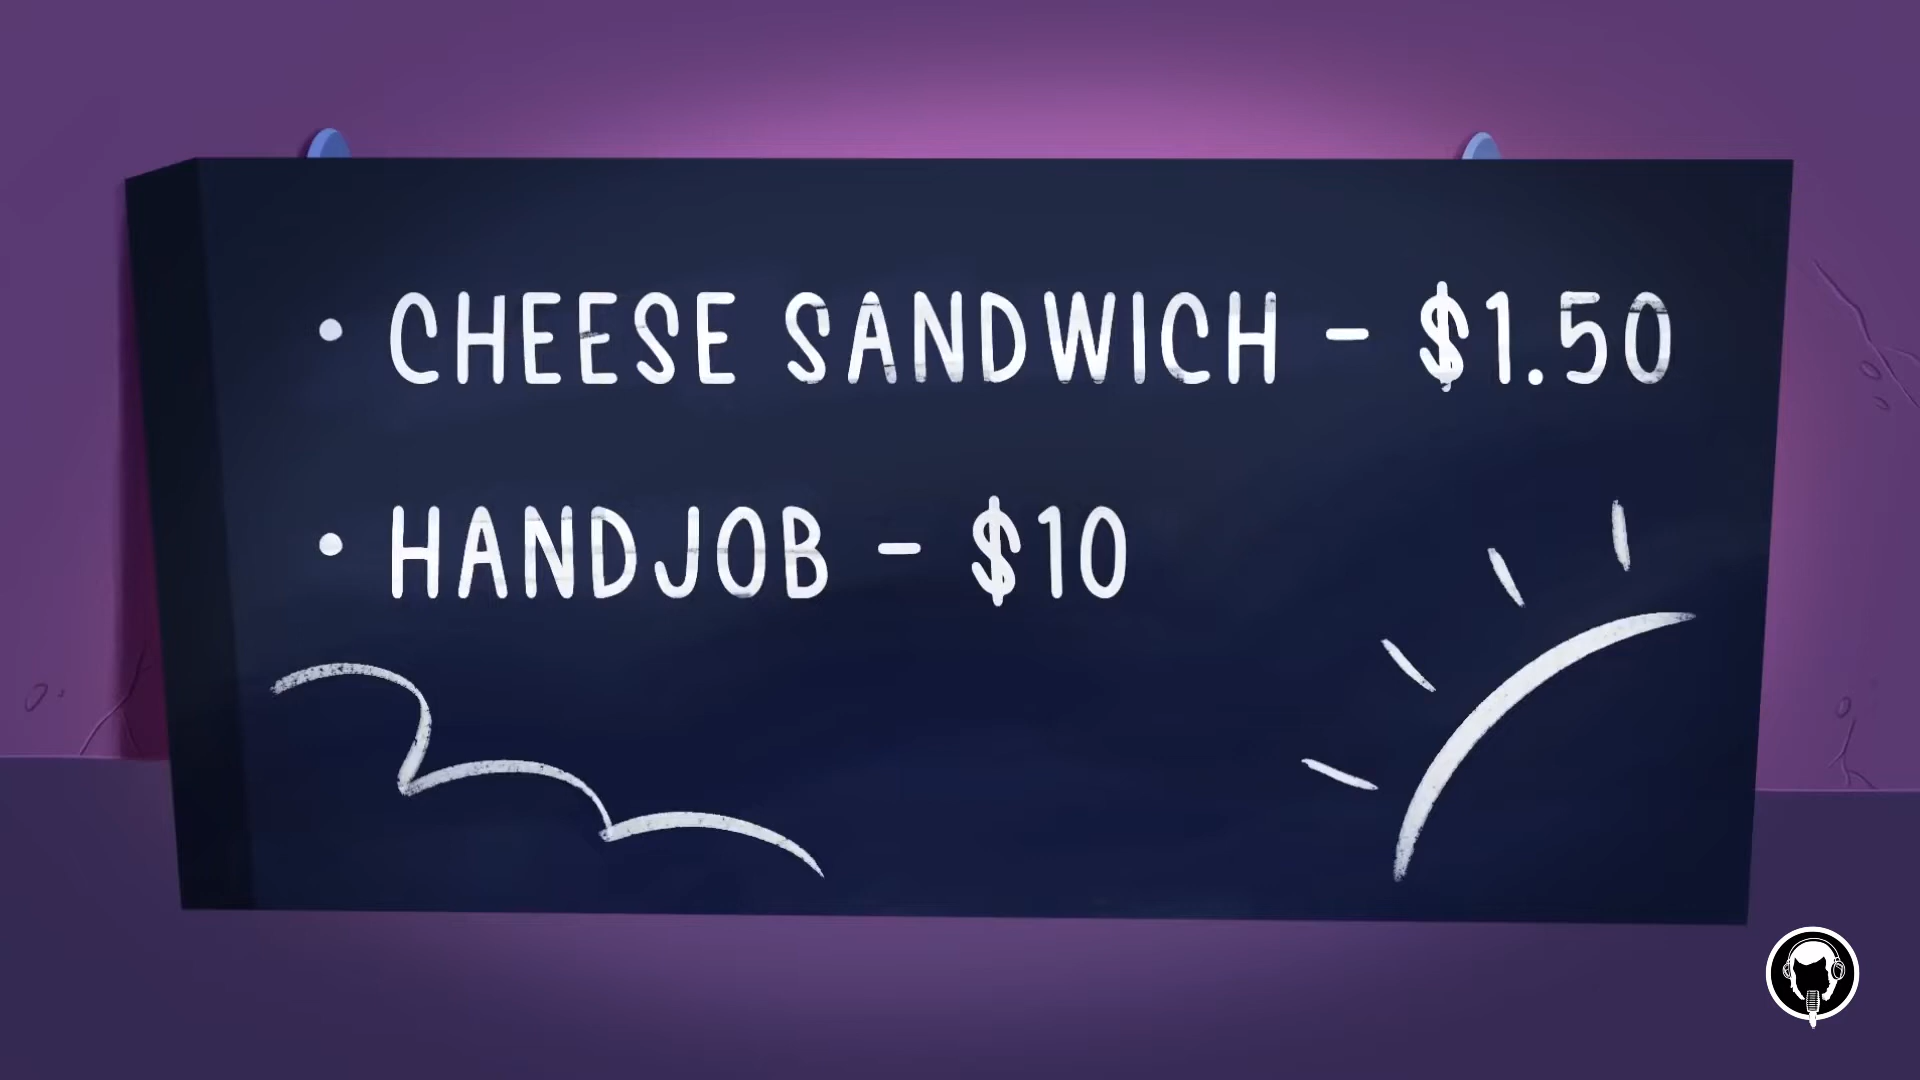 • CHEESE SANDWICH - $1.50
• HANDJOB - $10